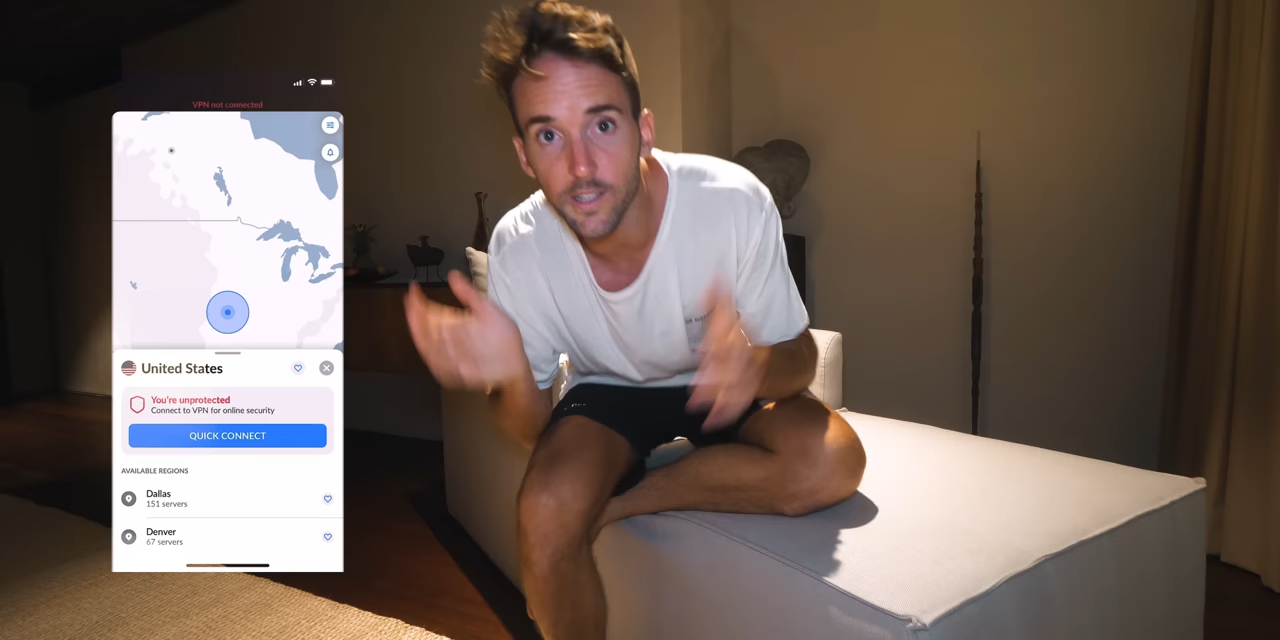 VPN not connected
United States
You're unprotected
Connect to VPN for online security
QUICK CONNECT
AVAILABLE REGIONS
Dallas
151 servers
Denver
67 servers